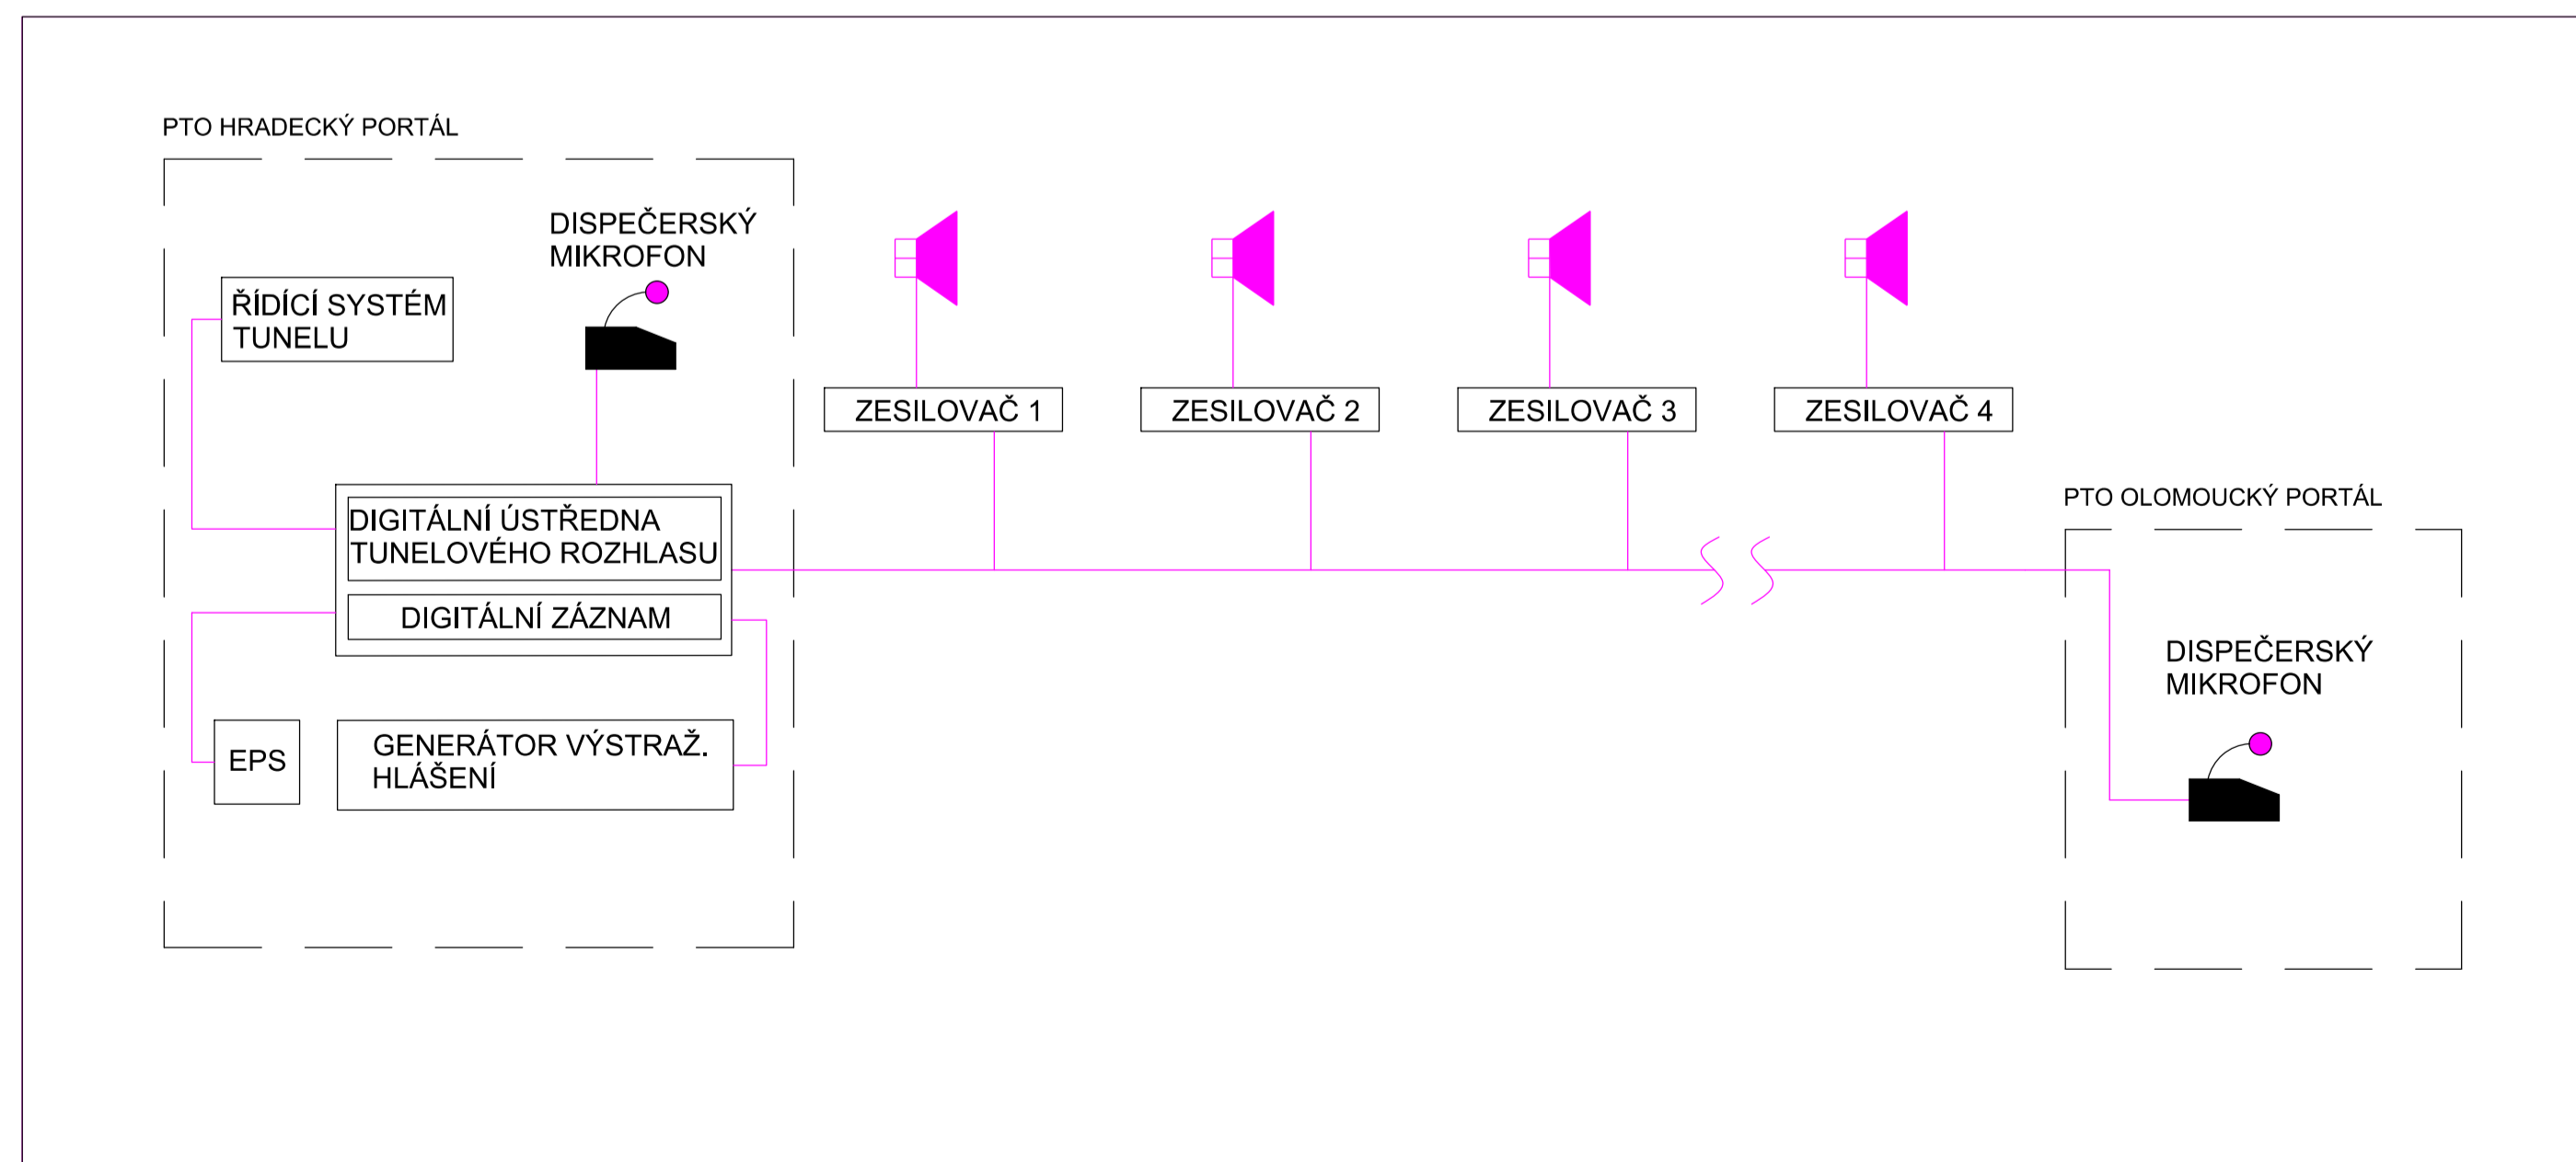 PTO HRADECKÝ PORTÁL
DISPEČERSKÝ
MIKROFON
ŘÍDÍCÍ SYSTÉM
TUNELU
DIGITÁLNÍ ÚSTŘEDNA
TUNELOVÉHO ROZHLASU
DIGITÁLNÍ ZÁZNAM
EPS
GENERÁTOR VÝSTRAŽ.
HLÁŠENÍ
ZESILOVAČ 1
ZESILOVAČ 2
ZESILOVAČ 3
ZESILOVAČ 4
PTO OLOMOUCKÝ PORTÁL
DISPEČERSKÝ
MIKROFON